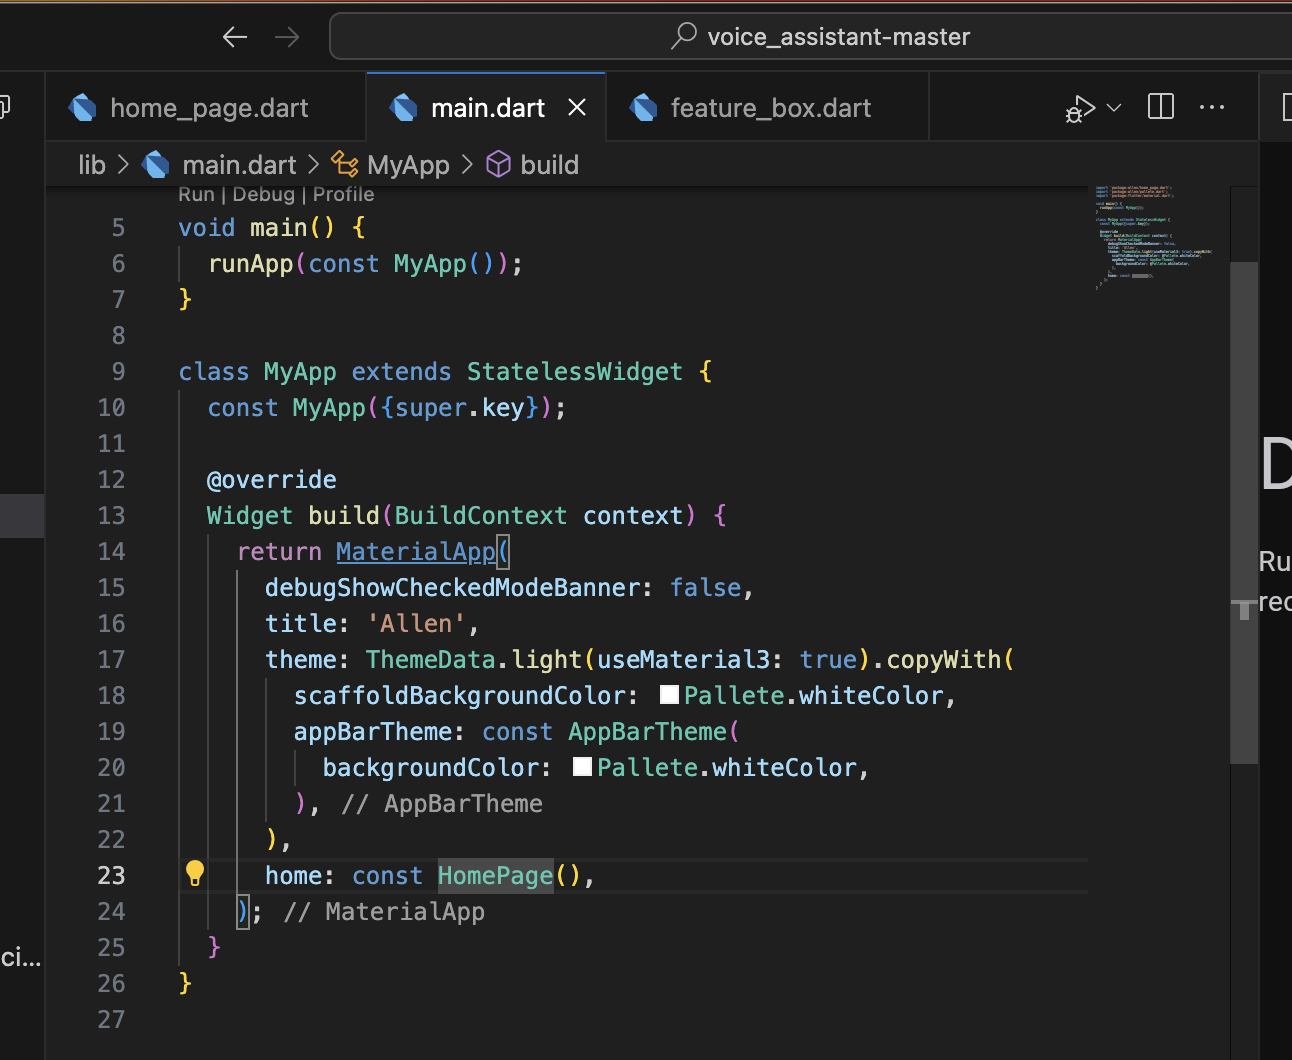 voice_assistant-master
home_page.dart
main.dart
feature_box.dart
lib > main.dart > MyApp > build
Run | Debug | Profile
5 void main() {
6 runApp(const MyApp());
7 }
8
9 class MyApp extends StatelessWidget {
10 const MyApp({super.key});
11
12 @override
13 Widget build(BuildContext context) {
14 return MaterialApp(
15 debugShowCheckedModeBanner: false,
16 title: 'Allen',
17 theme: ThemeData.light(useMaterial3: true).copyWith(
18 scaffoldBackgroundColor: Pallete.whiteColor,
19 appBarTheme: const AppBarTheme(
20 backgroundColor: Pallete.whiteColor,
21 ), // AppBarTheme
22 ),
23 home: const HomePage(),
24 ); // MaterialApp
25 }
26 }
27
ci...
D
Ru
rec